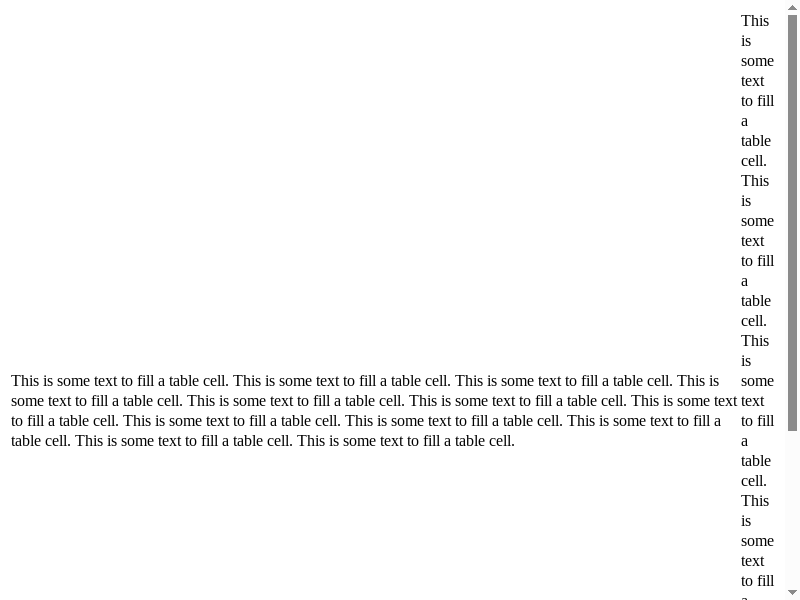 This is some text to fill a table cell. This is some text to fill a table cell. This is some text to fill a table cell. This is
some text to fill a table cell. This is some text to fill a table cell. This is some text to fill a table cell. This is some text
to fill a table cell. This is some text to fill a table cell. This is some text to fill a table cell. This is some text to fill a
table cell. This is some text to fill a table cell. This is some text to fill a table cell.
This
is
some
text
to fill
a
table
cell.
This
is
some
text
to fill
a
table
cell.
This
is
some
text
to fill
a
table
cell.
This
is
some
text
to fill